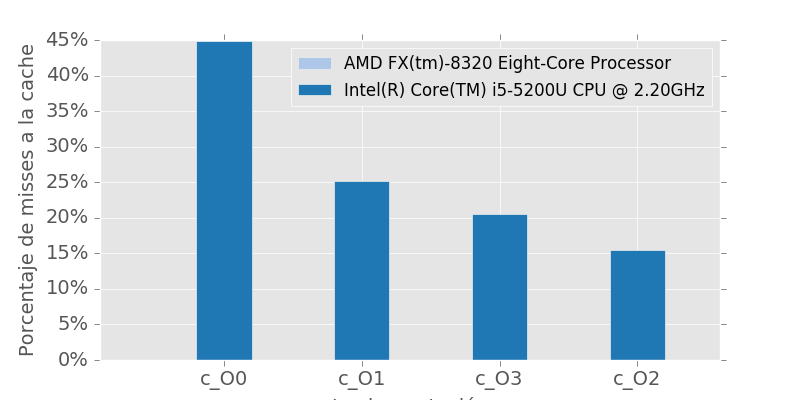 45%
40%
35%
30%
25%
20%
15%
10%
5%
0%
Porcentaje de misses a la cache
AMD FX(tm)-8320 Eight-Core Processor
Intel(R) Core(TM) i5-5200U CPU @ 2.20GHz
c_O0 c_O1 c_O3 c_O2